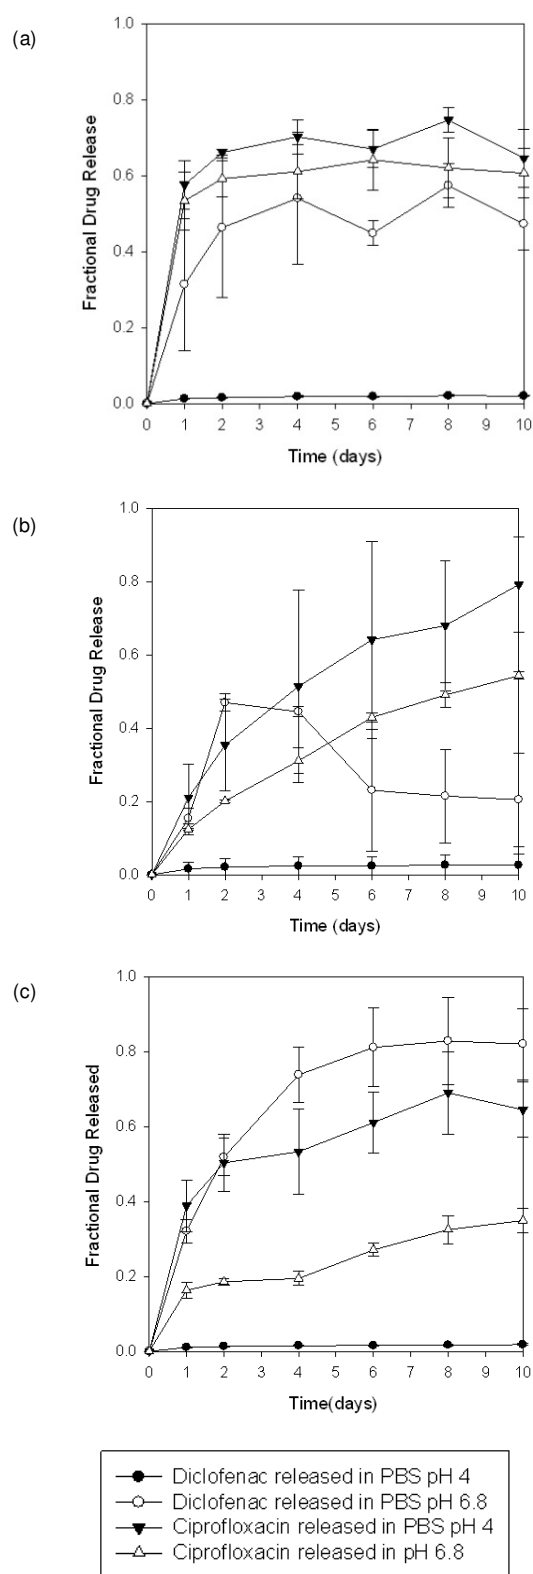 (a)
1.0
0.8
0.6
0.4
0.2
0.0
Fractional Drug Release
0 1 2 3 4 5 6 7 8 9 10
Time (days)
(b)
1.0
0.8
0.6
0.4
0.2
0.0
Fractional Drug Release
0 1 2 3 4 5 6 7 8 9 10
Time (days)
(c)
1.0
0.8
0.6
0.4
0.2
0.0
Fractional Drug Released
0 1 2 3 4 5 6 7 8 9 10
Time(days)
Diclofenac released in PBS pH 4
Diclofenac released in PBS pH 6.8
Ciprofloxacin released in PBS pH 4
Ciprofloxacin released in pH 6.8